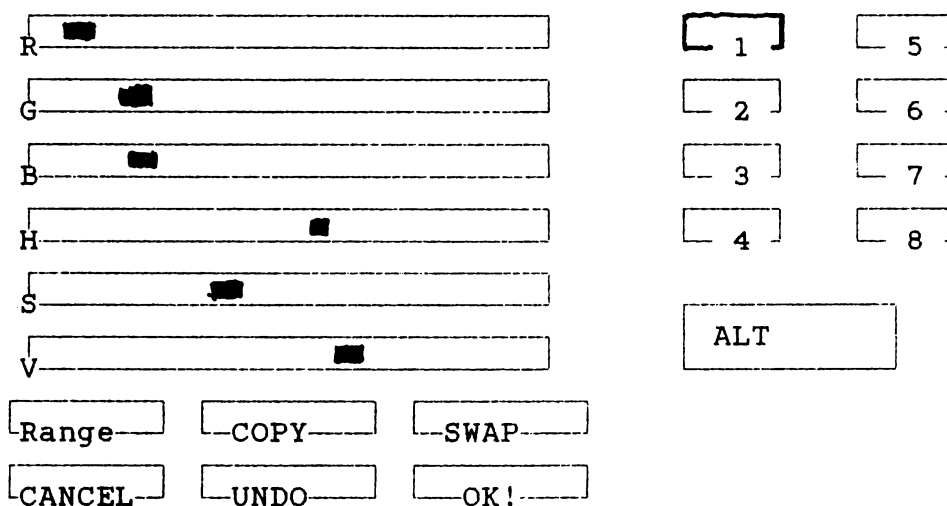 R 1 5
G 2 6
B 3 7
H 4 8
S
ALT
V
Range COPY SWAP
CANCEL UNDO OK!